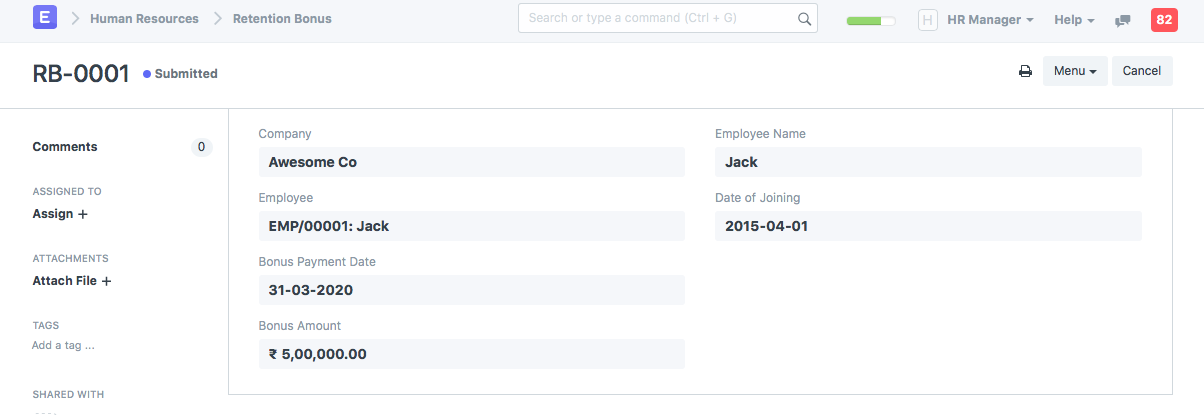 E Human Resources Retention Bonus Search or type a command (Ctrl + G) H HR Manager Help 82
RB-0001 Submitted Menu Cancel
Comments 0
ASSIGNED TO
Assign +
ATTACHMENTS
Attach File +
TAGS
Add a tag ...
SHARED WITH
Company
Awesome Co
Employee
EMP/00001: Jack
Bonus Payment Date
31-03-2020
Bonus Amount
₹ 5,00,000.00
Employee Name
Jack
Date of Joining
2015-04-01